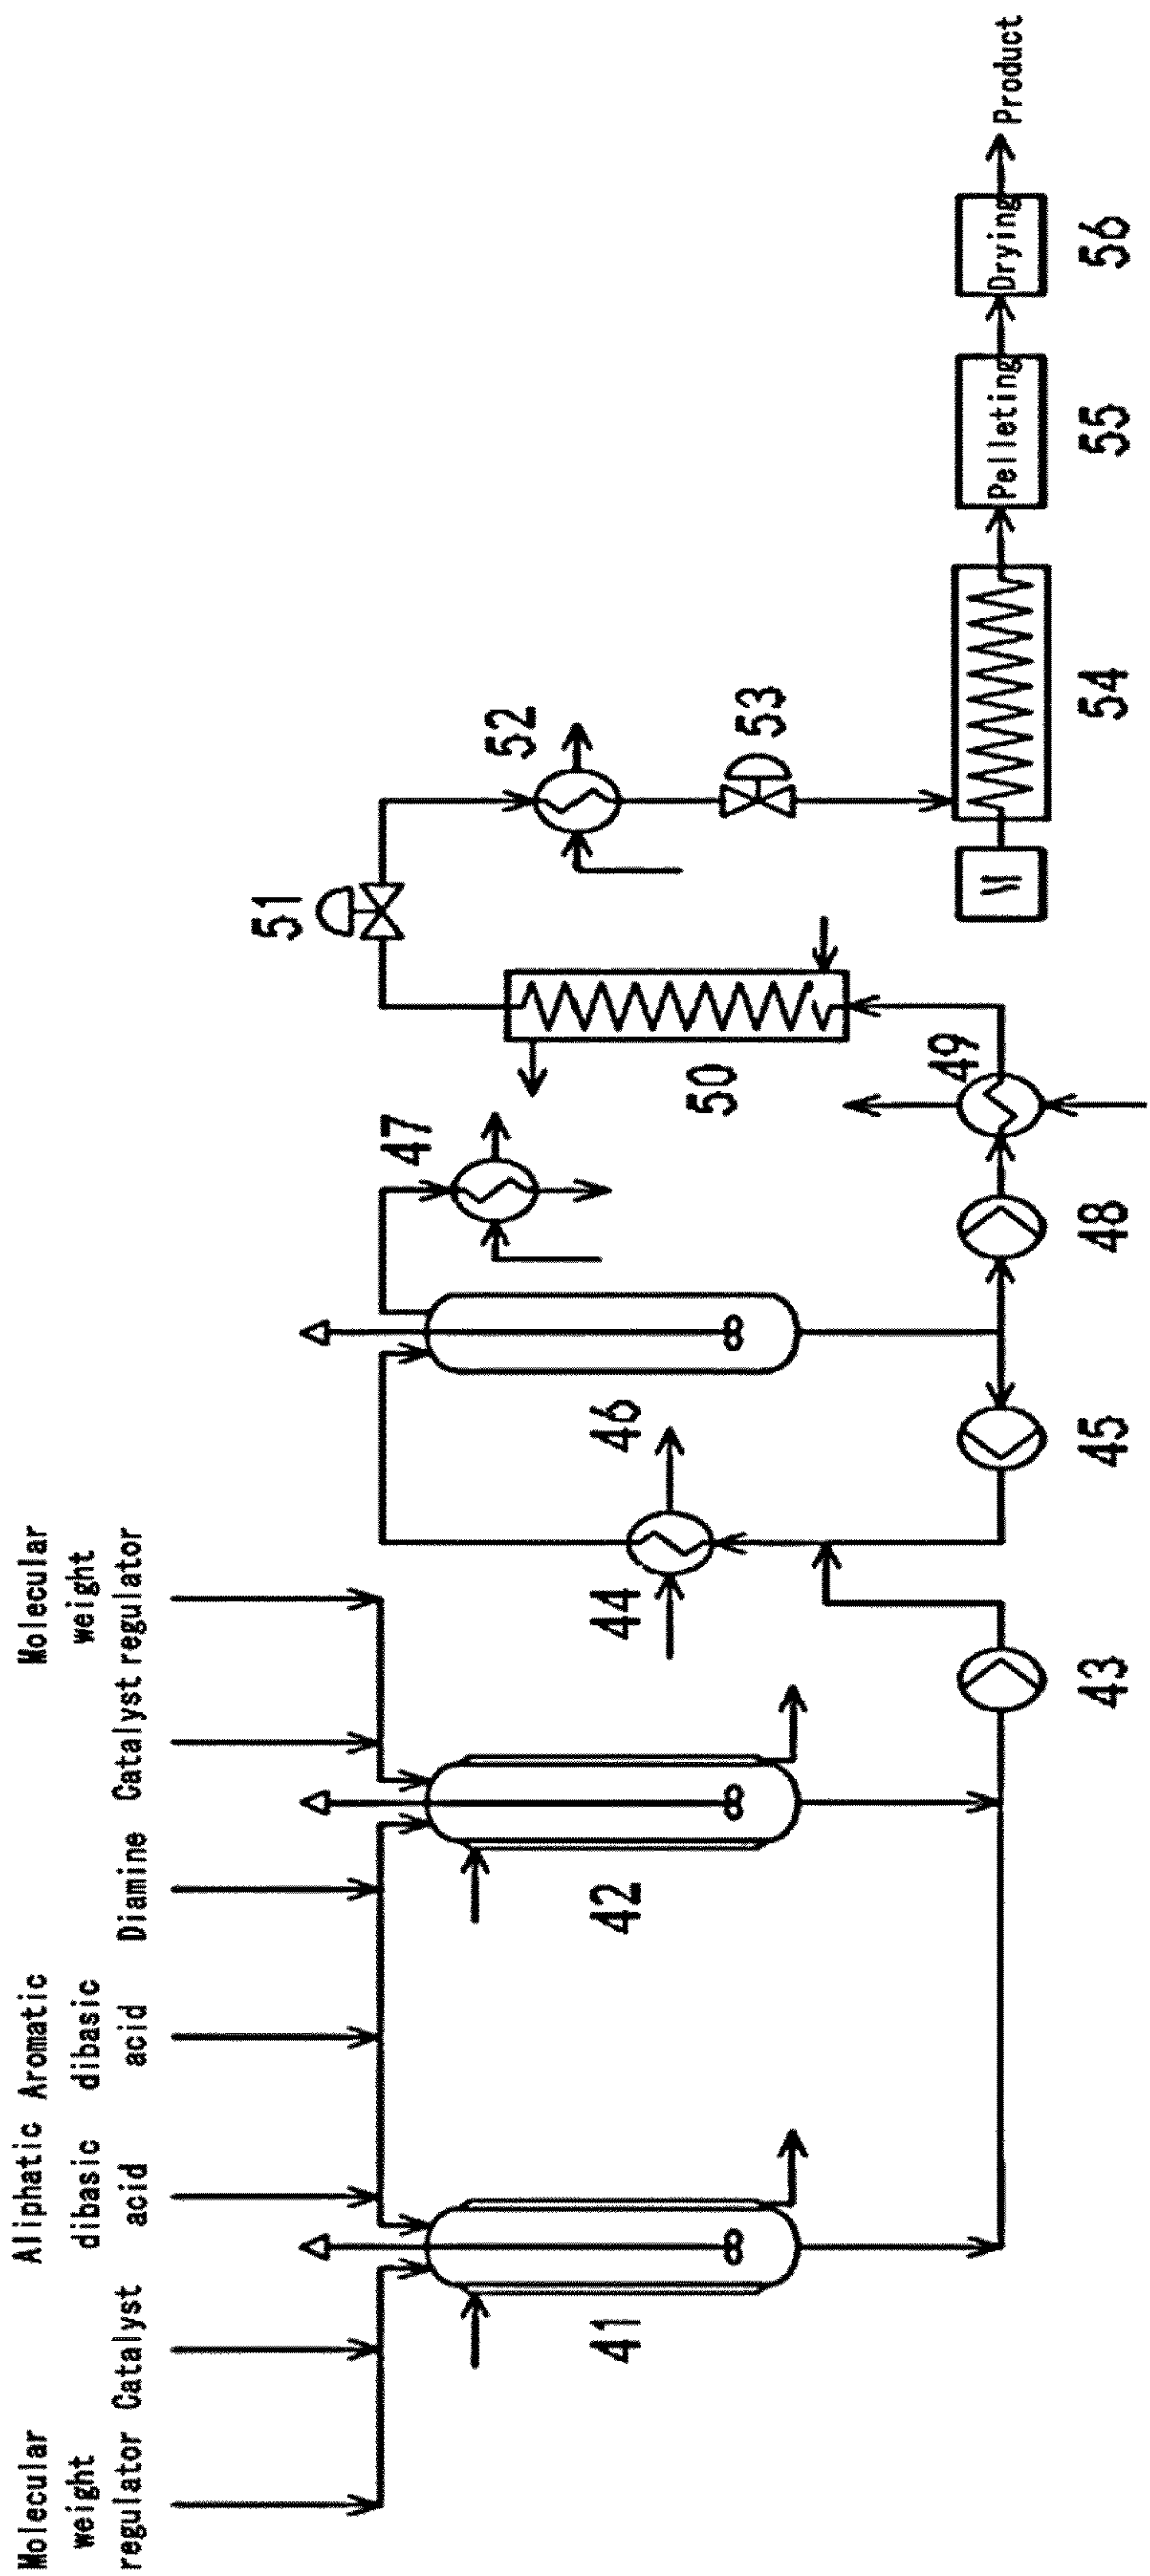 Molecular
weight
regulator
Catalyst
Aliphatic
dibasic
acid
Aromatic
dibasic
acid
Diamine
Catalyst
Molecular
weight
regulator
41
42
43
44
45
46
47
48
49
50
51
52
53
54
Pelleting
55
Drying
56
Product